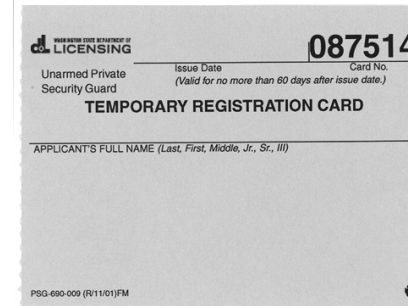 WASHINGTON STATE DEPARTMENT OF
dol LICENSING
087514
Unarmed Private
Security Guard
Issue Date
Card No.
(Valid for no more than 60 days after issue date.)
TEMPORARY REGISTRATION CARD
APPLICANT'S FULL NAME (Last, First, Middle, Jr., Sr., III)
PSG-690-009 (R/11/01)FM